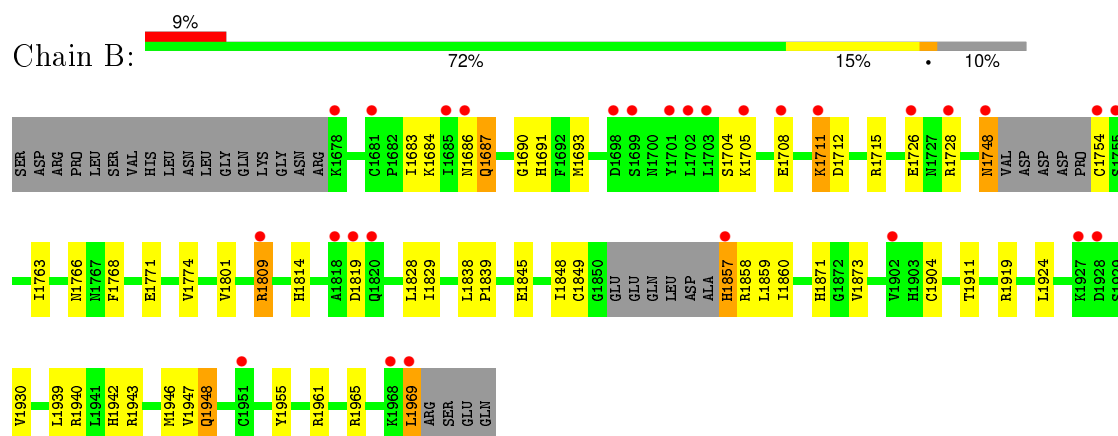 9%
Chain B:
72% 15% • 10%
SER ASP ARG PRO LEU SER VAL HIS LEU ASN LEU GLY GLN LYS GLY ASN ARG K1678 C1681 P1682 I1683 K1684 I1685 N1686 Q1687 G1690 H1691 F1692 M1693 D1698 S1699 N1700 Y1701 L1702 L1703 S1704 K1705 E1708 K1711 D1712 R1715 E1726 N1727 R1728 N1748 VAL ASP ASP ASP PRO C1754 S1755
I1763 N1766 N1767 F1768 E1771 V1774 V1801 R1809 H1814 A1818 D1819 Q1820 L1828 I1829 L1838 P1839 E1845 I1848 C1849 G1850 GLU GLU GLN LEU ASP ALA H1857 R1858 L1859 I1860 H1871 G1872 V1873 V1902 H1903 C1904 T1911 R1919 L1924 K1927 D1928 S1929
V1930 L1939 R1940 L1941 H1942 R1943 M1946 V1947 Q1948 C1951 Y1955 R1961 R1965 K1968 L1969 ARG SER GLU GLN